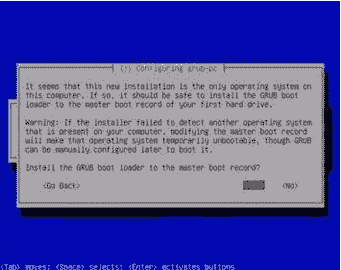 (!) Configuring grub-pc
It seems that this new installation is the only operating system on
this computer. If so, it should be safe to install the GRUB boot
loader to the master boot record of your first hard drive.
Warning: If the installer failed to detect another operating system
that is present on your computer, modifying the master boot record
will make that operating system temporarily unbootable, though GRUB
can be manually configured later to boot it.
Install the GRUB boot loader to the master boot record?
<Go Back> <No>
<Tab> moves; <Space> selects; <Enter> activates buttons